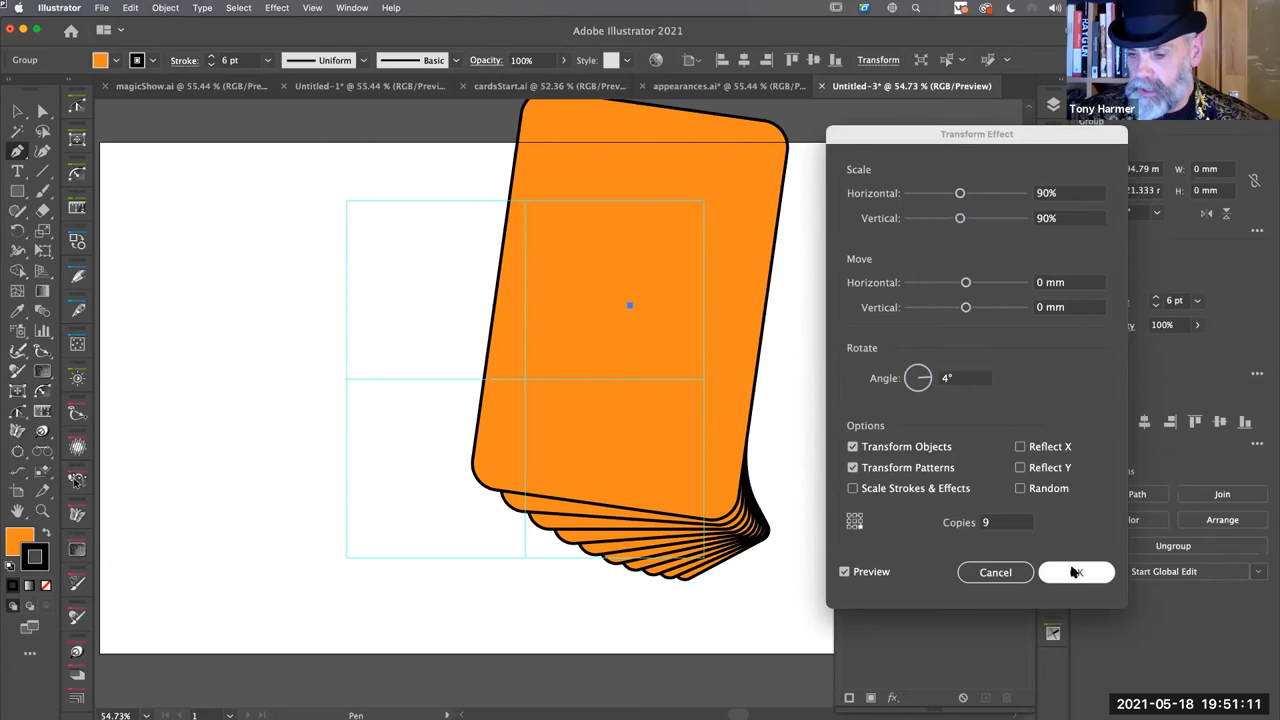 Illustrator File Edit Object Type Select Effect View Window Help
Adobe Illustrator 2021
Group Stroke: 6 pt Uniform Basic Opacity: 100% Style: Transform
magicShow.ai @ 55.44 % (RGB/Pre... Untitled-1* @ 55.44 % (RGB/Previ... cardsStart.ai @ 52.36 % (RGB/Prev... appearances.ai* @ 55.44 % (RGB/P... Untitled-3* @ 54.73 % (RGB/Preview)
Tony Harmer
Group
Transform Effect
Scale
Horizontal: 90%
Vertical: 90%
W: 0 mm
H: 0 mm
Move
Horizontal: 0 mm
Vertical: 0 mm
6 pt
100%
Rotate
Angle: 4°
Options
Transform Objects Reflect X
Transform Patterns Reflect Y
Scale Strokes & Effects Random
Copies 9
Path Join
Arrange
Ungroup
Preview Cancel
Start Global Edit
fx.
54.73% 1 Pen
2021-05-18 19:51:11